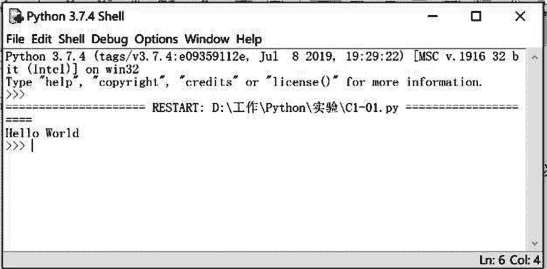 Python 3.7.4 Shell
File Edit Shell Debug Options Window Help
Python 3.7.4 (tags/v3.7.4:e09359112e, Jul  8 2019, 19:29:22) [MSC v.1916 32 b
it (Intel)] on win32
Type "help", "copyright", "credits" or "license()" for more information.
>>>
==================== RESTART: D:\工作\Python\实验\C1-01.py =================
====
Hello World
>>>
Ln: 6 Col: 4